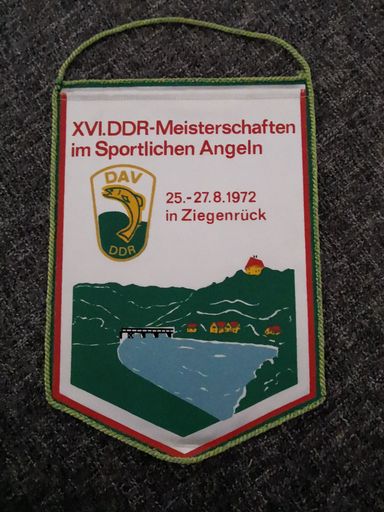 XVI. DDR-Meisterschaften
im Sportlichen Angeln
DAV
DDR
25.-27.8.1972
in Ziegenrück